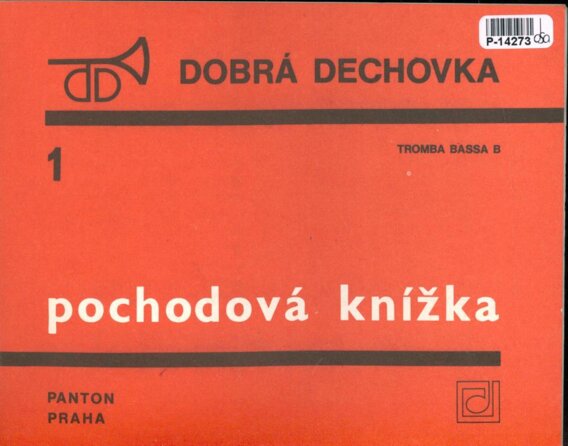 P-14273
DOBRÁ DECHOVKA
1
TROMBA BASSA B
pochodová knížka
PANTON
PRAHA